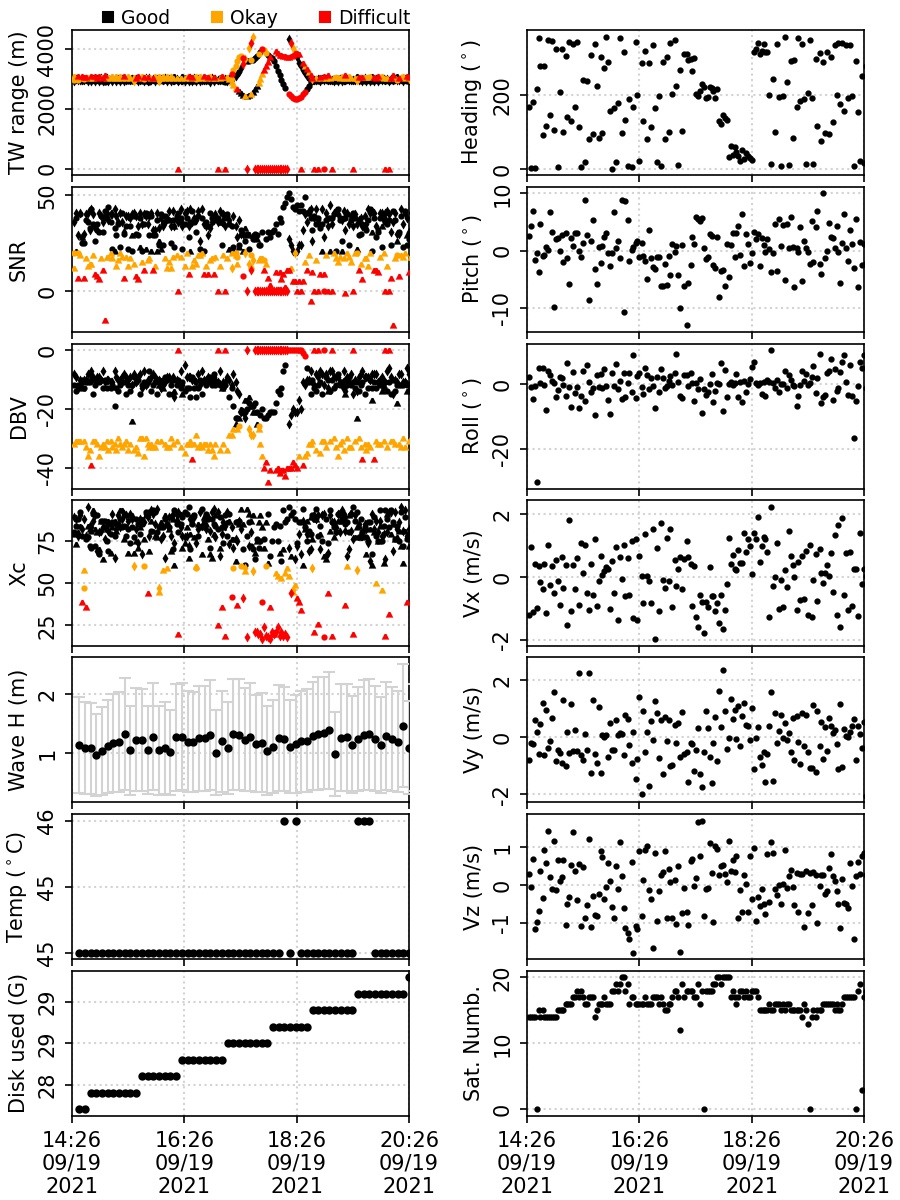 Good Okay Difficult
TW range (m)
4000
2000
0
SNR
50
0
DBV
0
-20
-40
Xc
75
50
25
Wave H (m)
2
1
Temp (°C)
46
45
45
Disk used (G)
29
29
28
14:26 16:26 18:26 20:26
09/19 09/19 09/19 09/19
2021 2021 2021 2021
Heading (°)
200
0
Pitch (°)
10
0
-10
Roll (°)
0
-20
Vx (m/s)
2
0
-2
Vy (m/s)
2
0
-2
Vz (m/s)
1
0
-1
Sat. Numb.
20
10
0
14:26 16:26 18:26 20:26
09/19 09/19 09/19 09/19
2021 2021 2021 2021